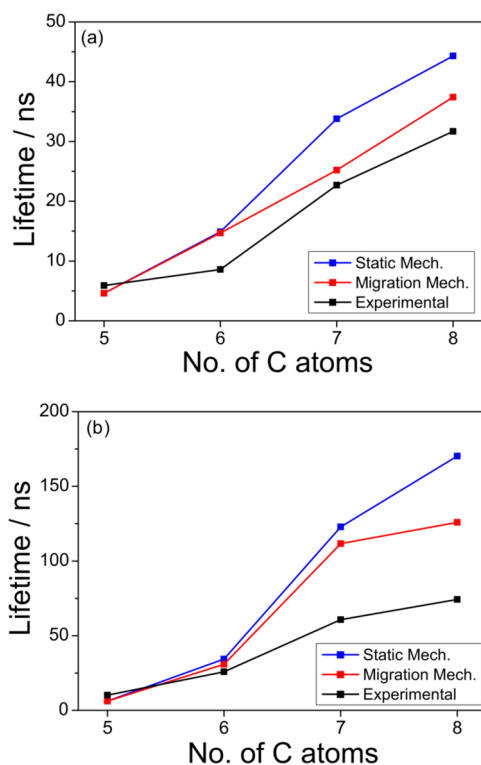 (a)
Lifetime / ns
50
40
30
20
10
0
5 6 7 8
No. of C atoms
Static Mech.
Migration Mech.
Experimental
(b)
Lifetime / ns
200
150
100
50
0
5 6 7 8
No. of C atoms
Static Mech.
Migration Mech.
Experimental